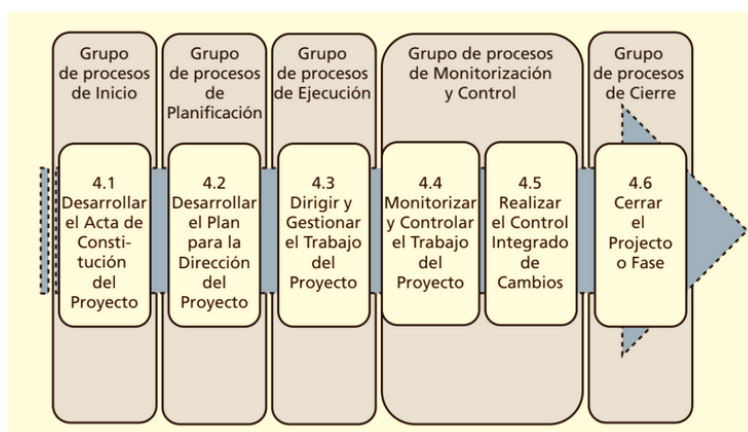 Grupo
de procesos
de Inicio
Grupo
de procesos
de
Planificación
Grupo
de procesos
de Ejecución
Grupo de procesos
de Monitorización
y Control
Grupo
de procesos
de Cierre
4.1
Desarrollar
el Acta de
Consti-
tución
del
Proyecto
4.2
Desarrollar
el Plan
para la
Dirección
del
Proyecto
4.3
Dirigir y
Gestionar
el Trabajo
del
Proyecto
4.4
Monitorizar
y Controlar
el Trabajo
del
Proyecto
4.5
Realizar
el Control
Integrado
de
Cambios
4.6
Cerrar
el
Projecto
o Fase